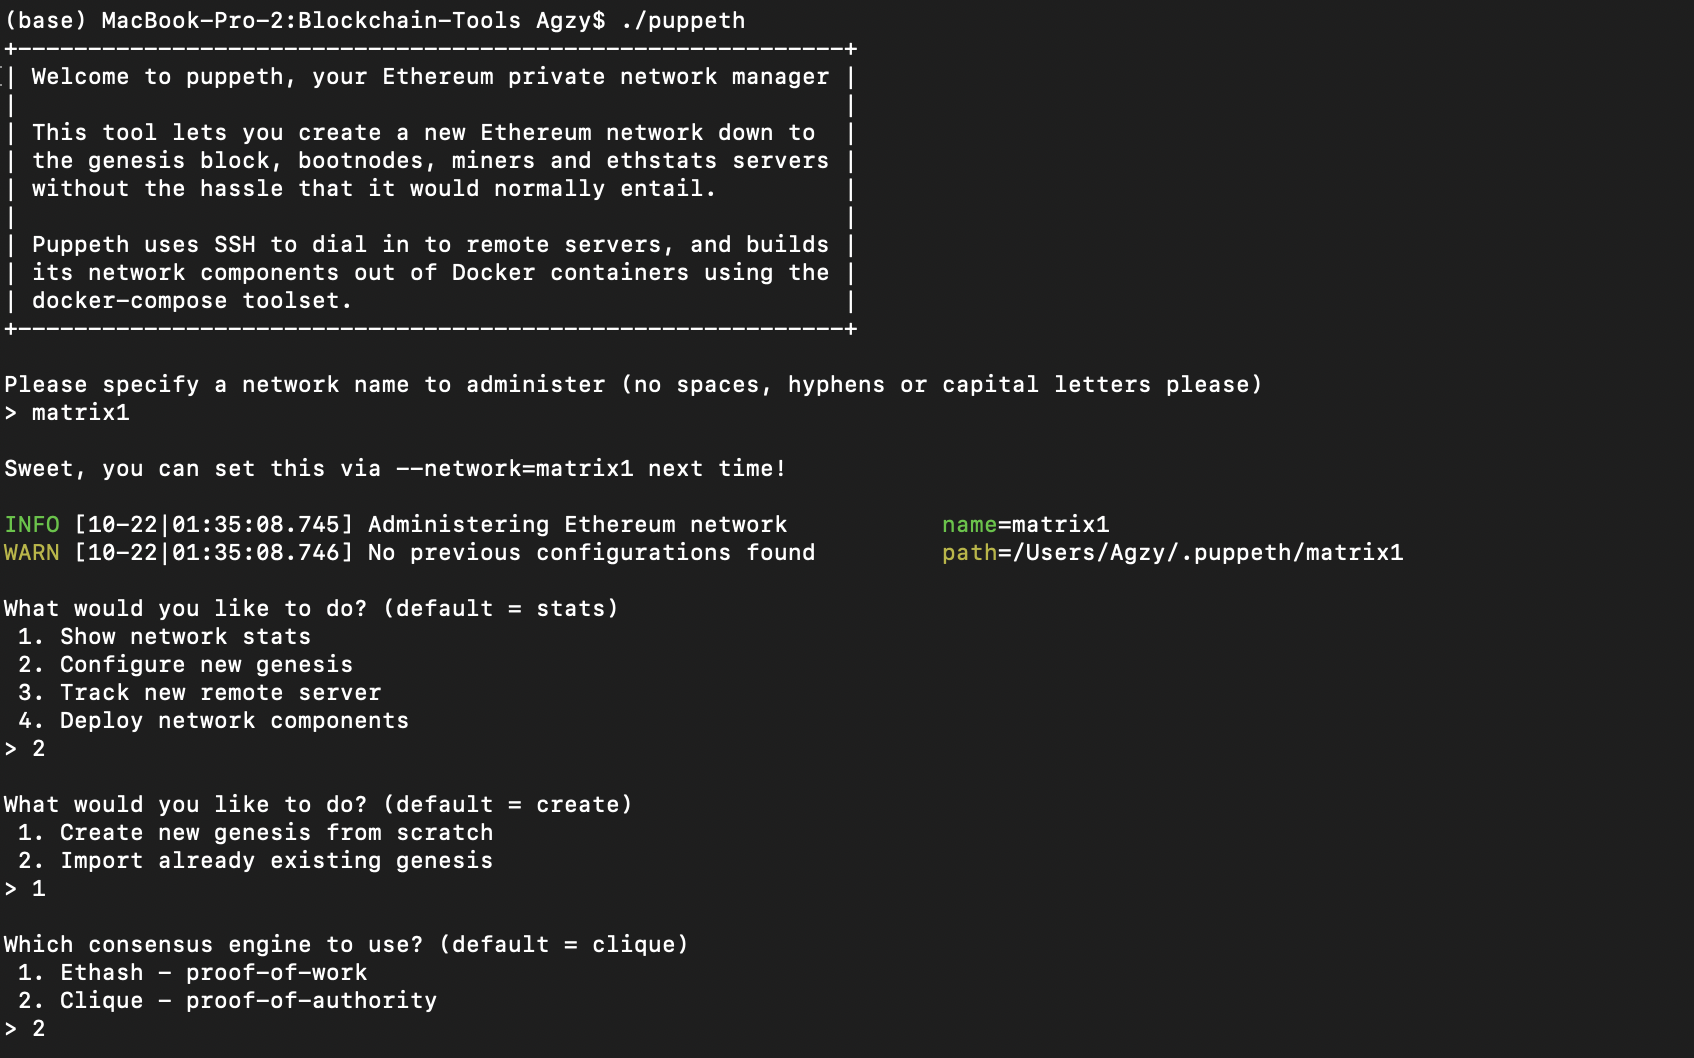 (base) MacBook-Pro-2:Blockchain-Tools Agzy$ ./puppeth
+-----------------------------------------------------------+
| Welcome to puppeth, your Ethereum private network manager |
|                                                           |
| This tool lets you create a new Ethereum network down to  |
| the genesis block, bootnodes, miners and ethstats servers |
| without the hassle that it would normally entail.         |
|                                                           |
| Puppeth uses SSH to dial in to remote servers, and builds |
| its network components out of Docker containers using the |
| docker-compose toolset.                                   |
+-----------------------------------------------------------+
Please specify a network name to administer (no spaces, hyphens or capital letters please)
> matrix1
Sweet, you can set this via --network=matrix1 next time!
INFO [10-22|01:35:08.745] Administering Ethereum network           name=matrix1
WARN [10-22|01:35:08.746] No previous configurations found         path=/Users/Agzy/.puppeth/matrix1
What would you like to do? (default = stats)
 1. Show network stats
 2. Configure new genesis
 3. Track new remote server
 4. Deploy network components
> 2
What would you like to do? (default = create)
 1. Create new genesis from scratch
 2. Import already existing genesis
> 1
Which consensus engine to use? (default = clique)
 1. Ethash - proof-of-work
 2. Clique - proof-of-authority
> 2